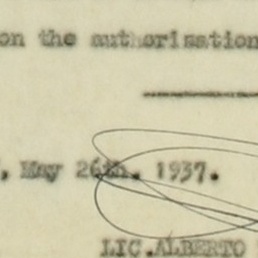 on the authorisation
, May 26th. 1937.
LIC.ALBERTO